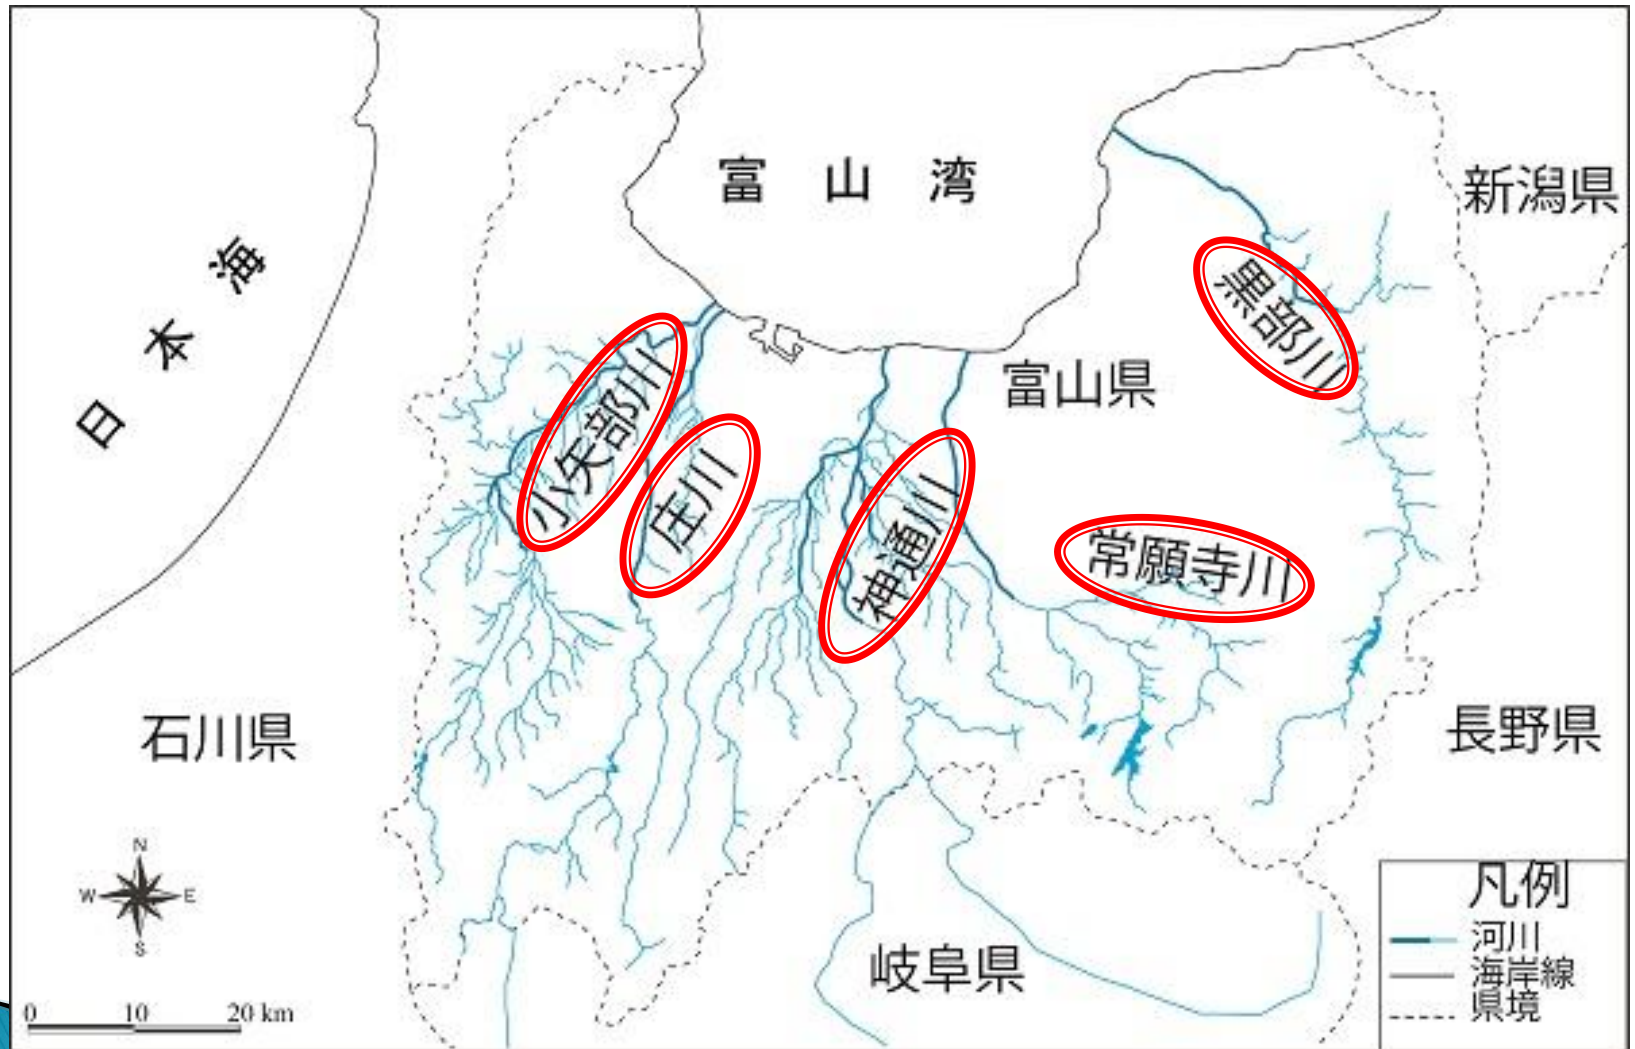 富山湾
新潟県
日本海
黒部川
小矢部川
富山県
庄川
神通川
常願寺川
石川県
長野県
岐阜県
N
W E
S
0 10 20 km
凡例
河川
海岸線
県境